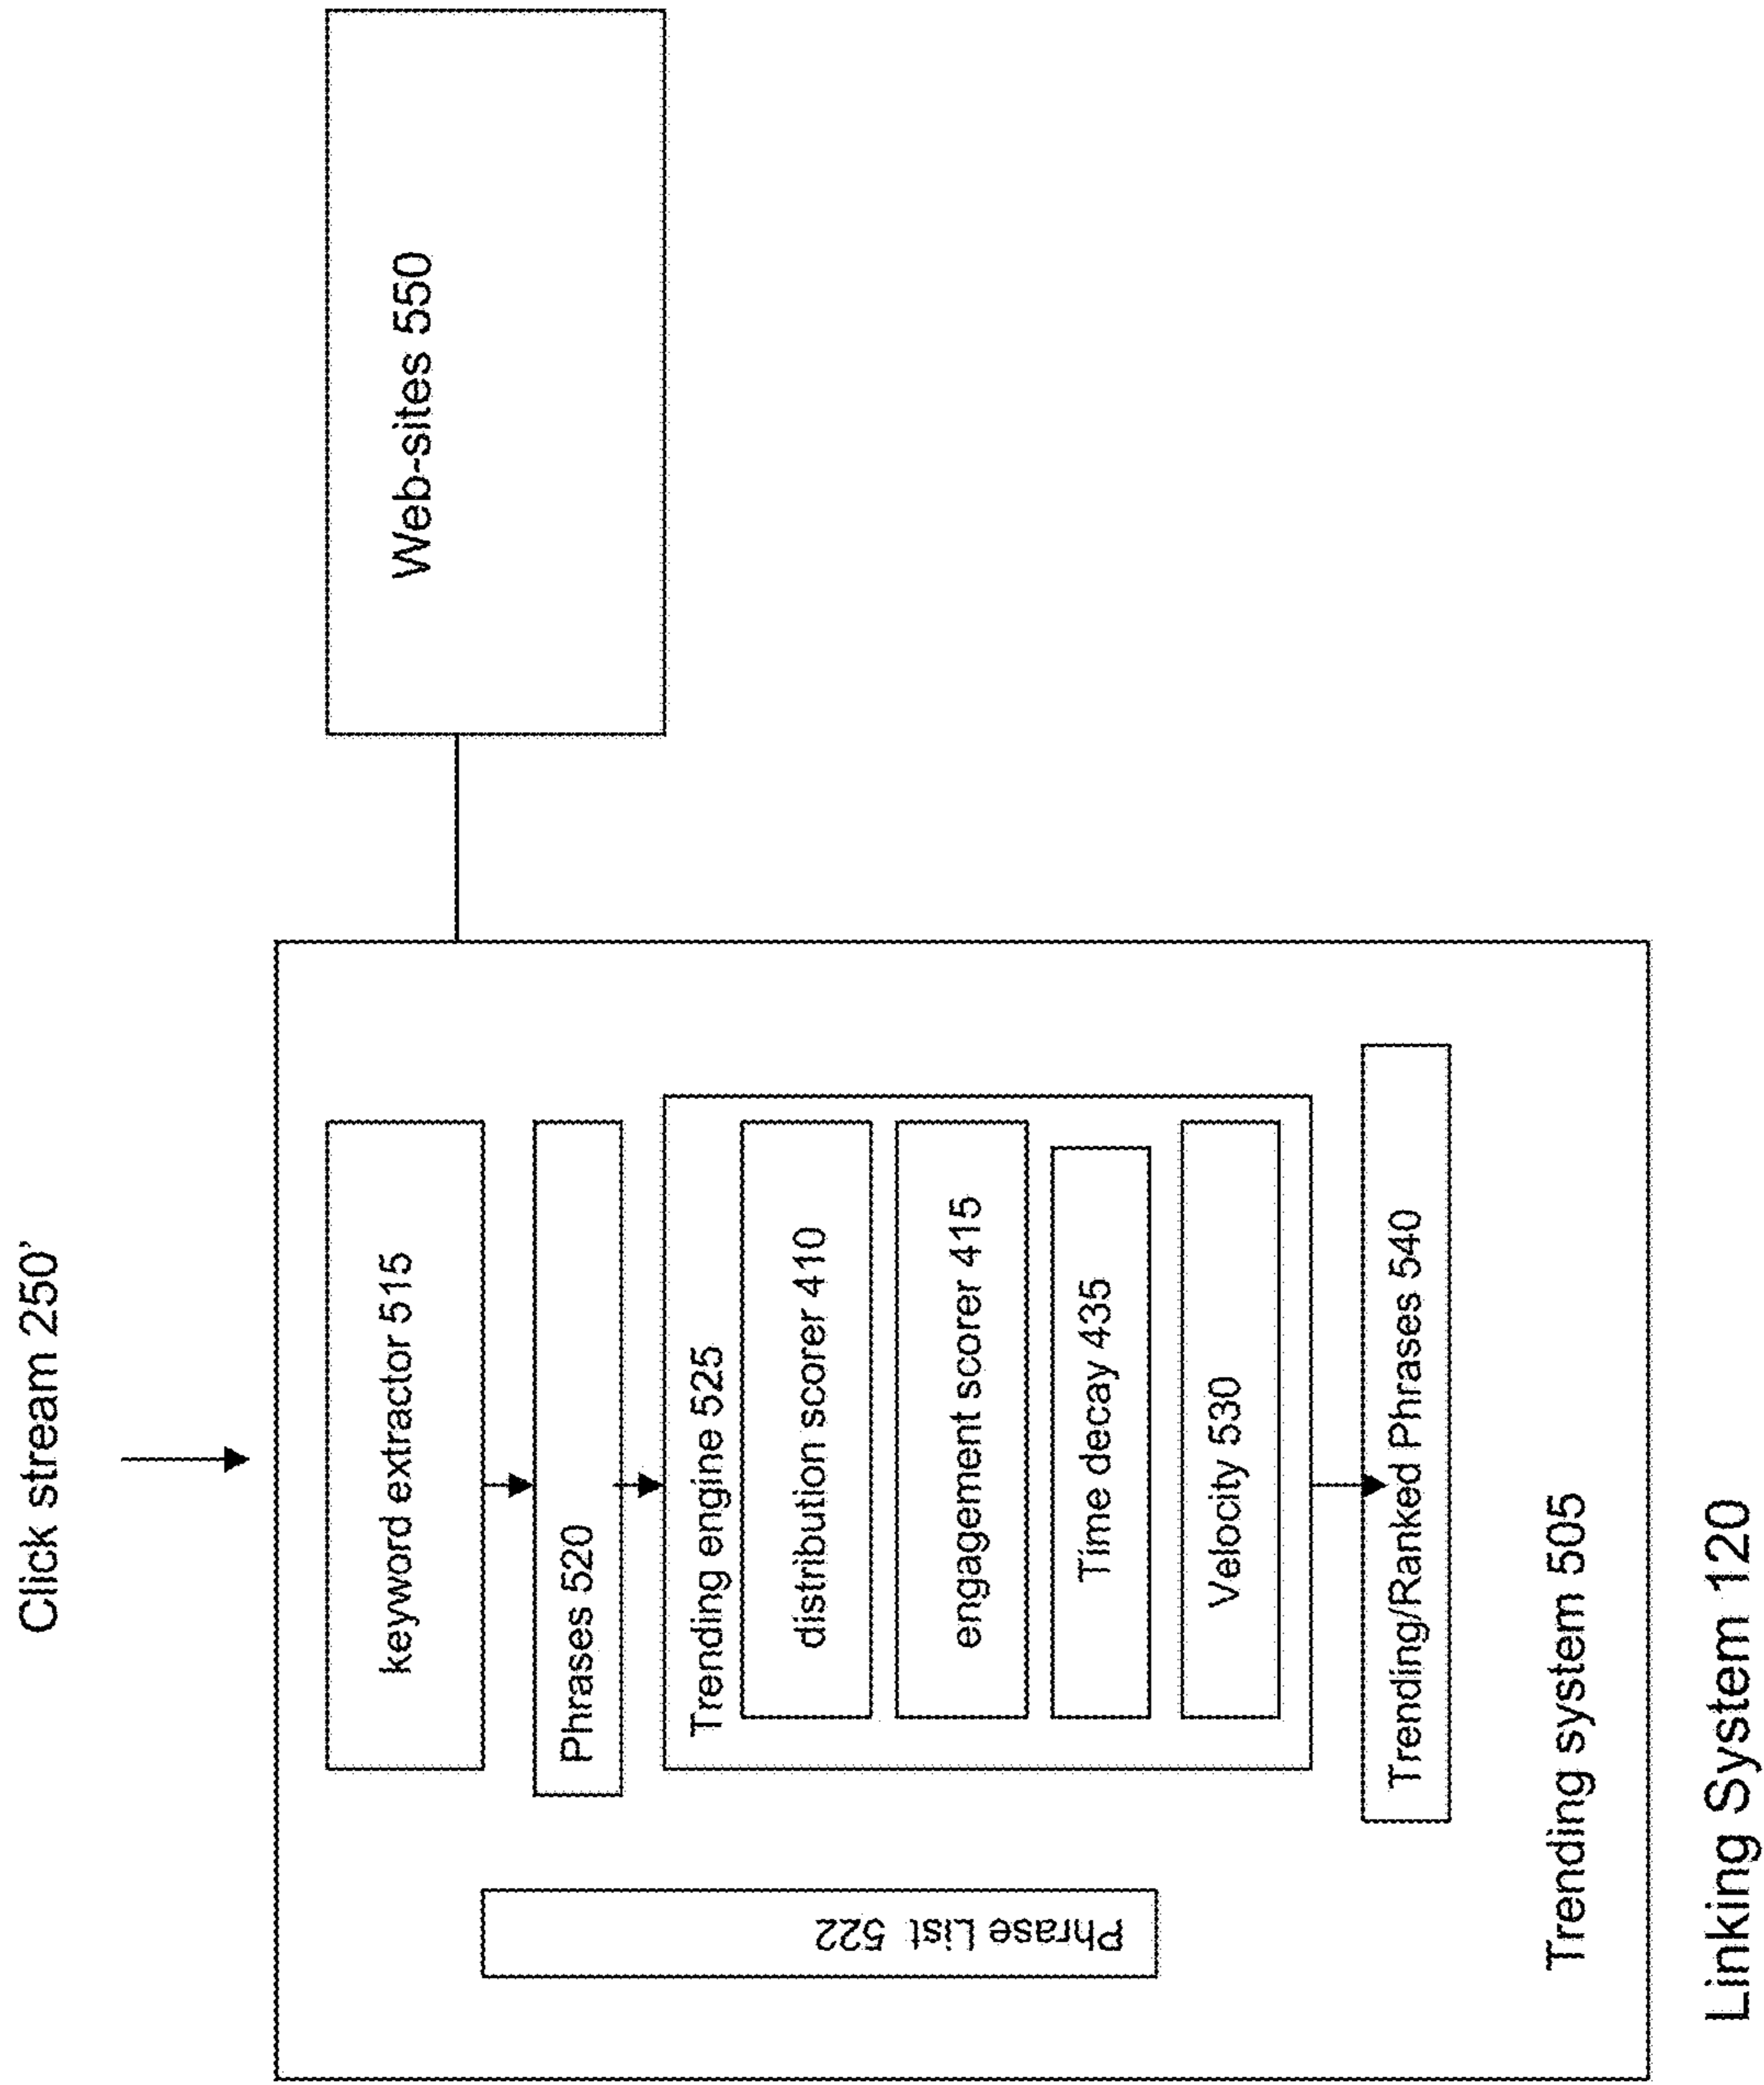 Click stream 250'
keyword extractor 515
Phrases 520
Trending engine 525
distribution scorer 410
engagement scorer 415
Time decay 435
Velocity 530
Trending/Ranked Phrases 540
Phrase List 522
Trending system 505
Linking System 120
Web-sites 550